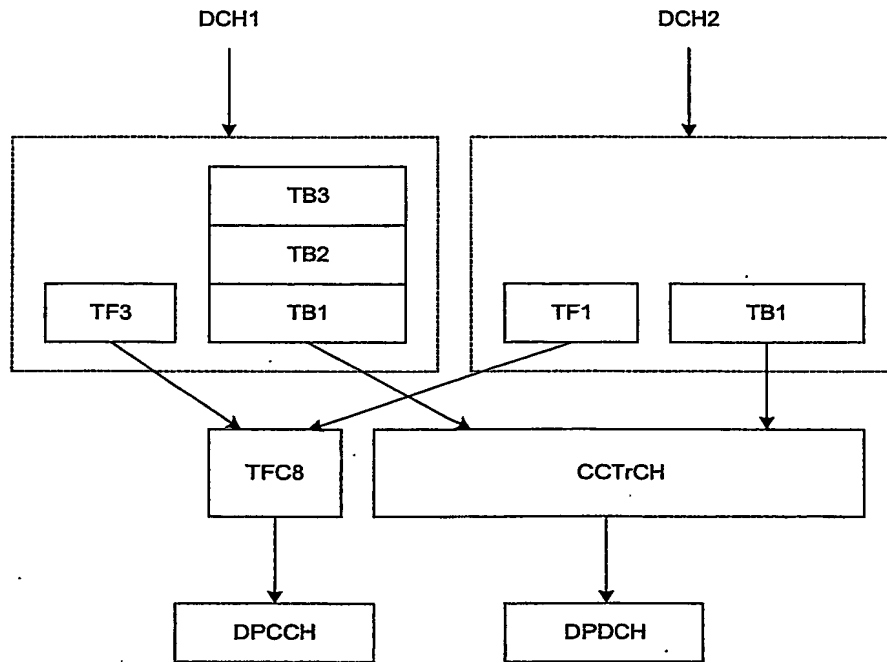 DCH1
DCH2
TB3
TB2
TF3
TB1
TF1
TB1
TFC8
CCTrCH
DPCCH
DPDCH